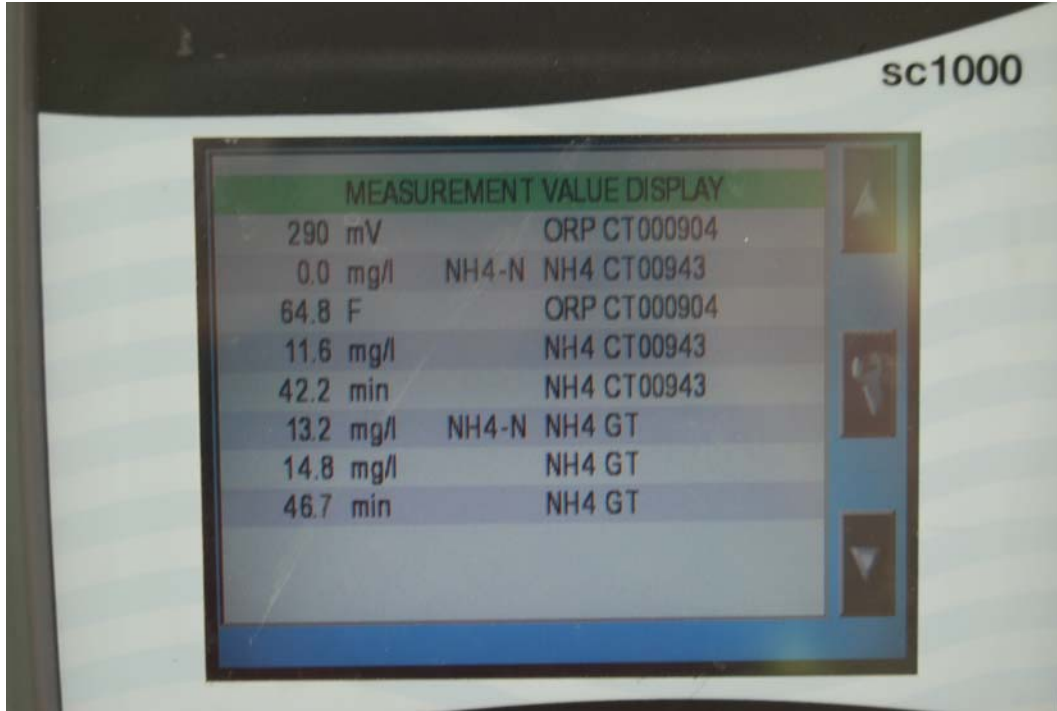 sc1000
MEASUREMENT VALUE DISPLAY
290 mV ORP CT000904
0.0 mg/l NH4-N NH4 CT00943
64.8 F ORP CT000904
11.6 mg/l NH4 CT00943
42.2 min NH4 CT00943
13.2 mg/l NH4-N NH4 GT
14.8 mg/l NH4 GT
46.7 min NH4 GT